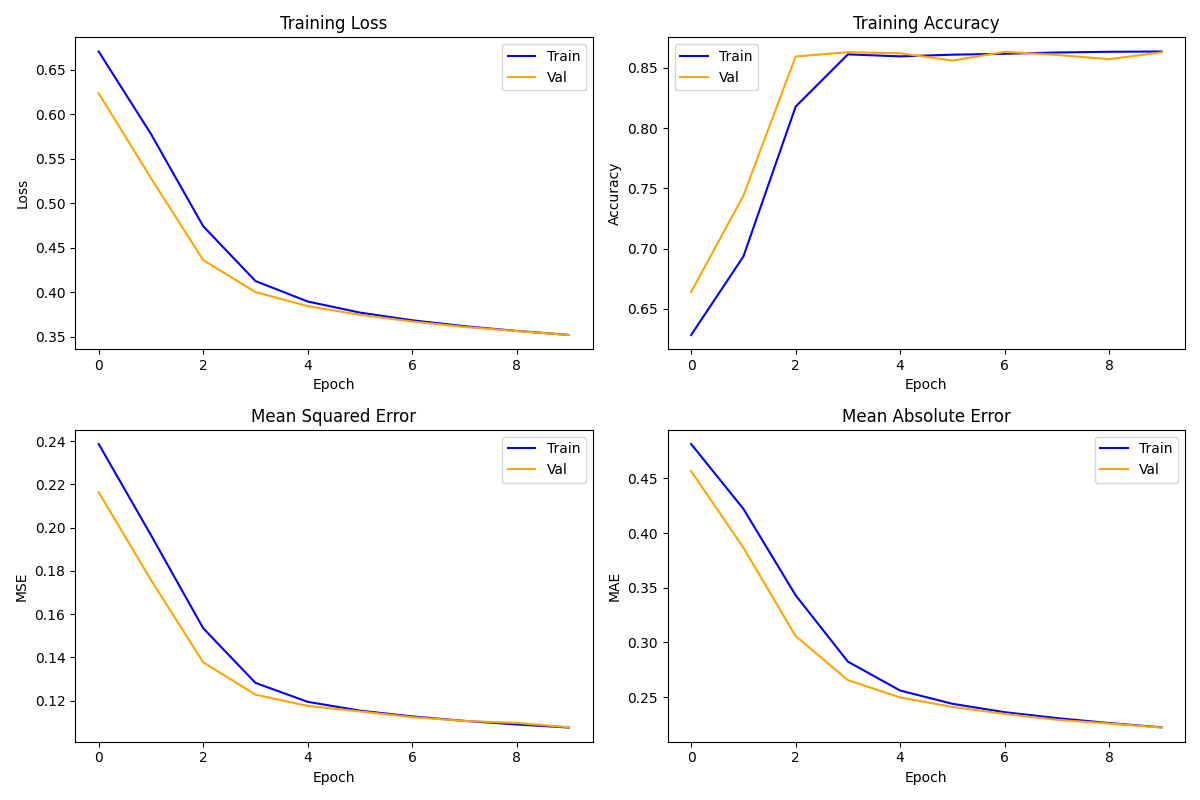 Training Loss
Train
Val
0.65
0.60
0.55
0.50
0.45
0.40
0.35
Loss
0 2 4 6 8
Epoch
Training Accuracy
Train
Val
0.85
0.80
0.75
0.70
0.65
Accuracy
0 2 4 6 8
Epoch
Mean Squared Error
Train
Val
0.24
0.22
0.20
0.18
0.16
0.14
0.12
MSE
0 2 4 6 8
Epoch
Mean Absolute Error
Train
Val
0.45
0.40
0.35
0.30
0.25
MAE
0 2 4 6 8
Epoch